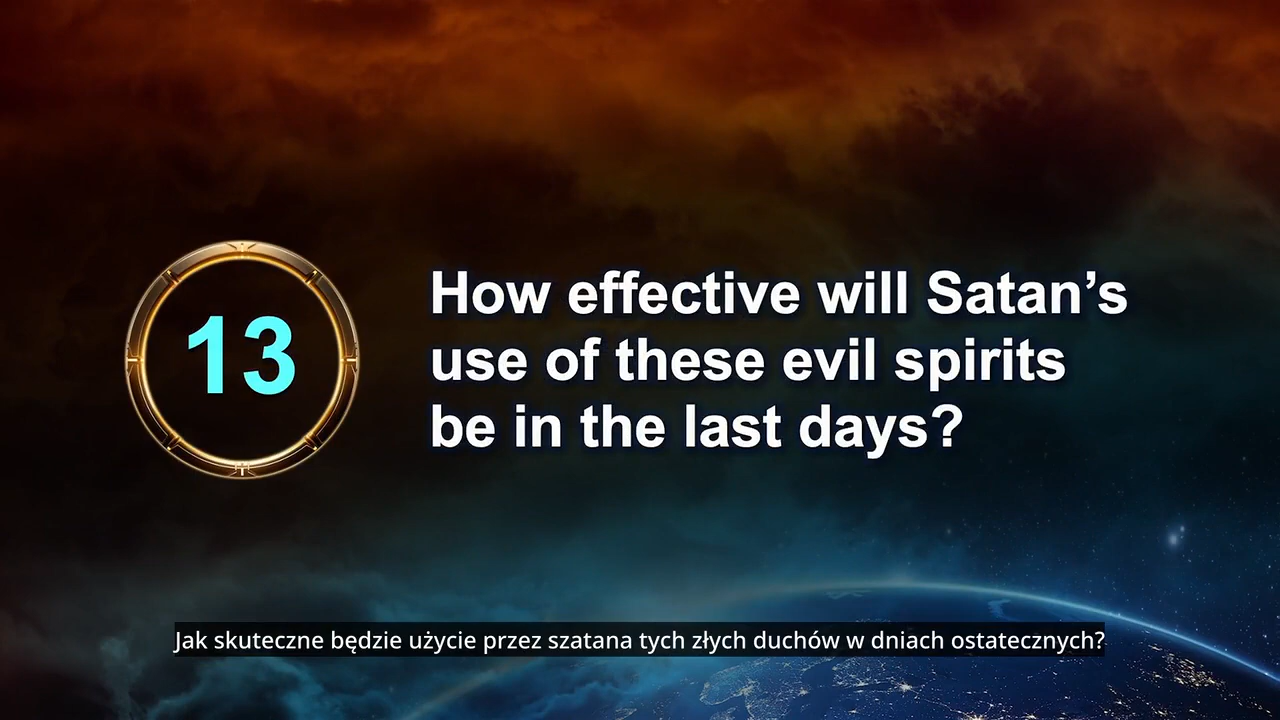 13
How effective will Satan’s
use of these evil spirits
be in the last days?
Jak skuteczne będzie użycie przez szatana tych złych duchów w dniach ostatecznych?